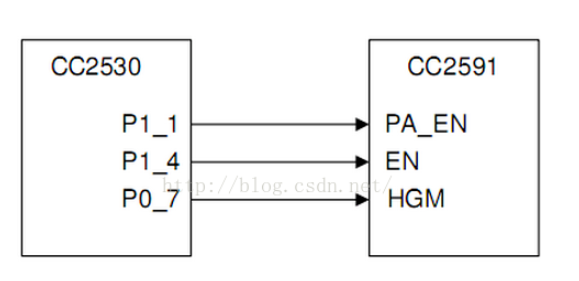 CC2530 CC2591
P1_1 PA_EN
P1_4 EN
http://blog.csdn.net/
P0_7 HGM